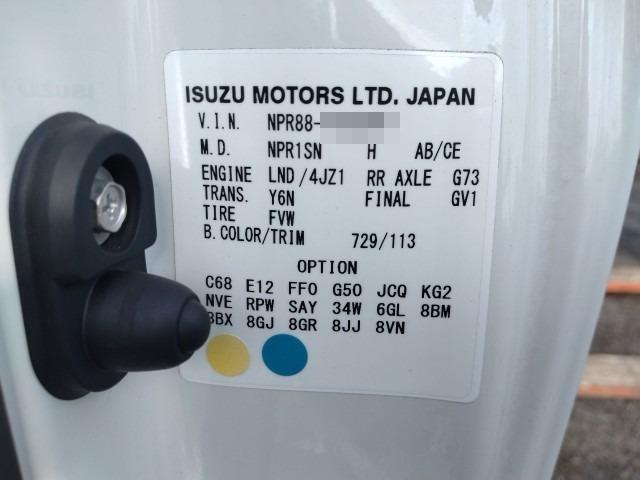 ISUZU MOTORS LTD. JAPAN
V.I.N. NPR88-
M.D. NPR1SN H AB/CE
ENGINE LND/4JZ1 RR AXLE G73
TRANS. Y6N FINAL GV1
TIRE FVW
B.COLOR/TRIM 729/113
OPTION
C68 E12 FF0 G50 JCQ KG2
NVE RPW SAY 34W 6GL 8BM
8BX 8GJ 8GR 8JJ 8VN